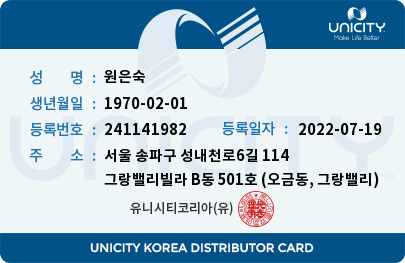 UNICITY
Make Life Better
UNICITY
성 명 : 원은숙
생년월일 : 1970-02-01
등록번호 : 241141982 등록일자 : 2022-07-19
주 소 : 서울 송파구 성내천로6길 114
그랑밸리빌라 B동 501호 (오금동, 그랑밸리)
유니시티코리아(유)
UNICITY KOREA DISTRIBUTOR CARD